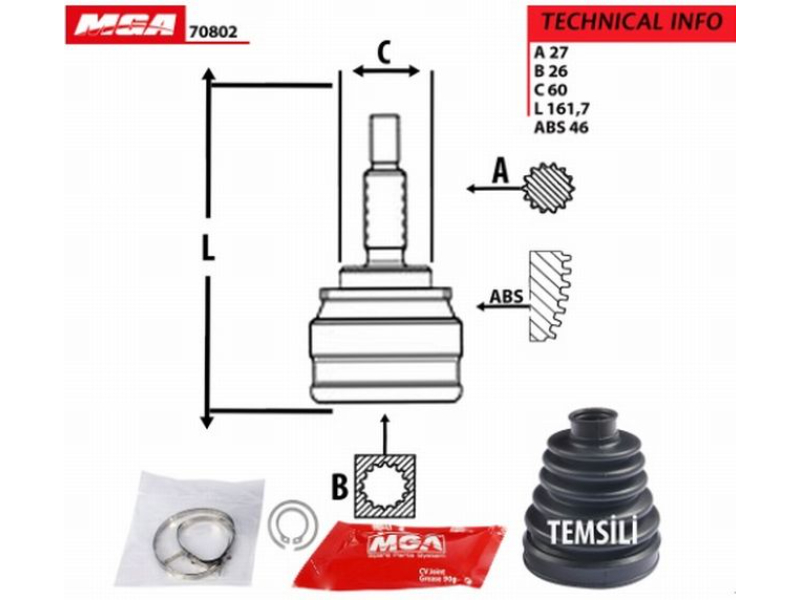 MGA 70802
TECHNICAL INFO
A 27
B 26
C 60
L 161,7
ABS 46
C
A
L
ABS
B
MGA
Spare Parts System
CV Joint
Grease 90g
TEMSİLİ